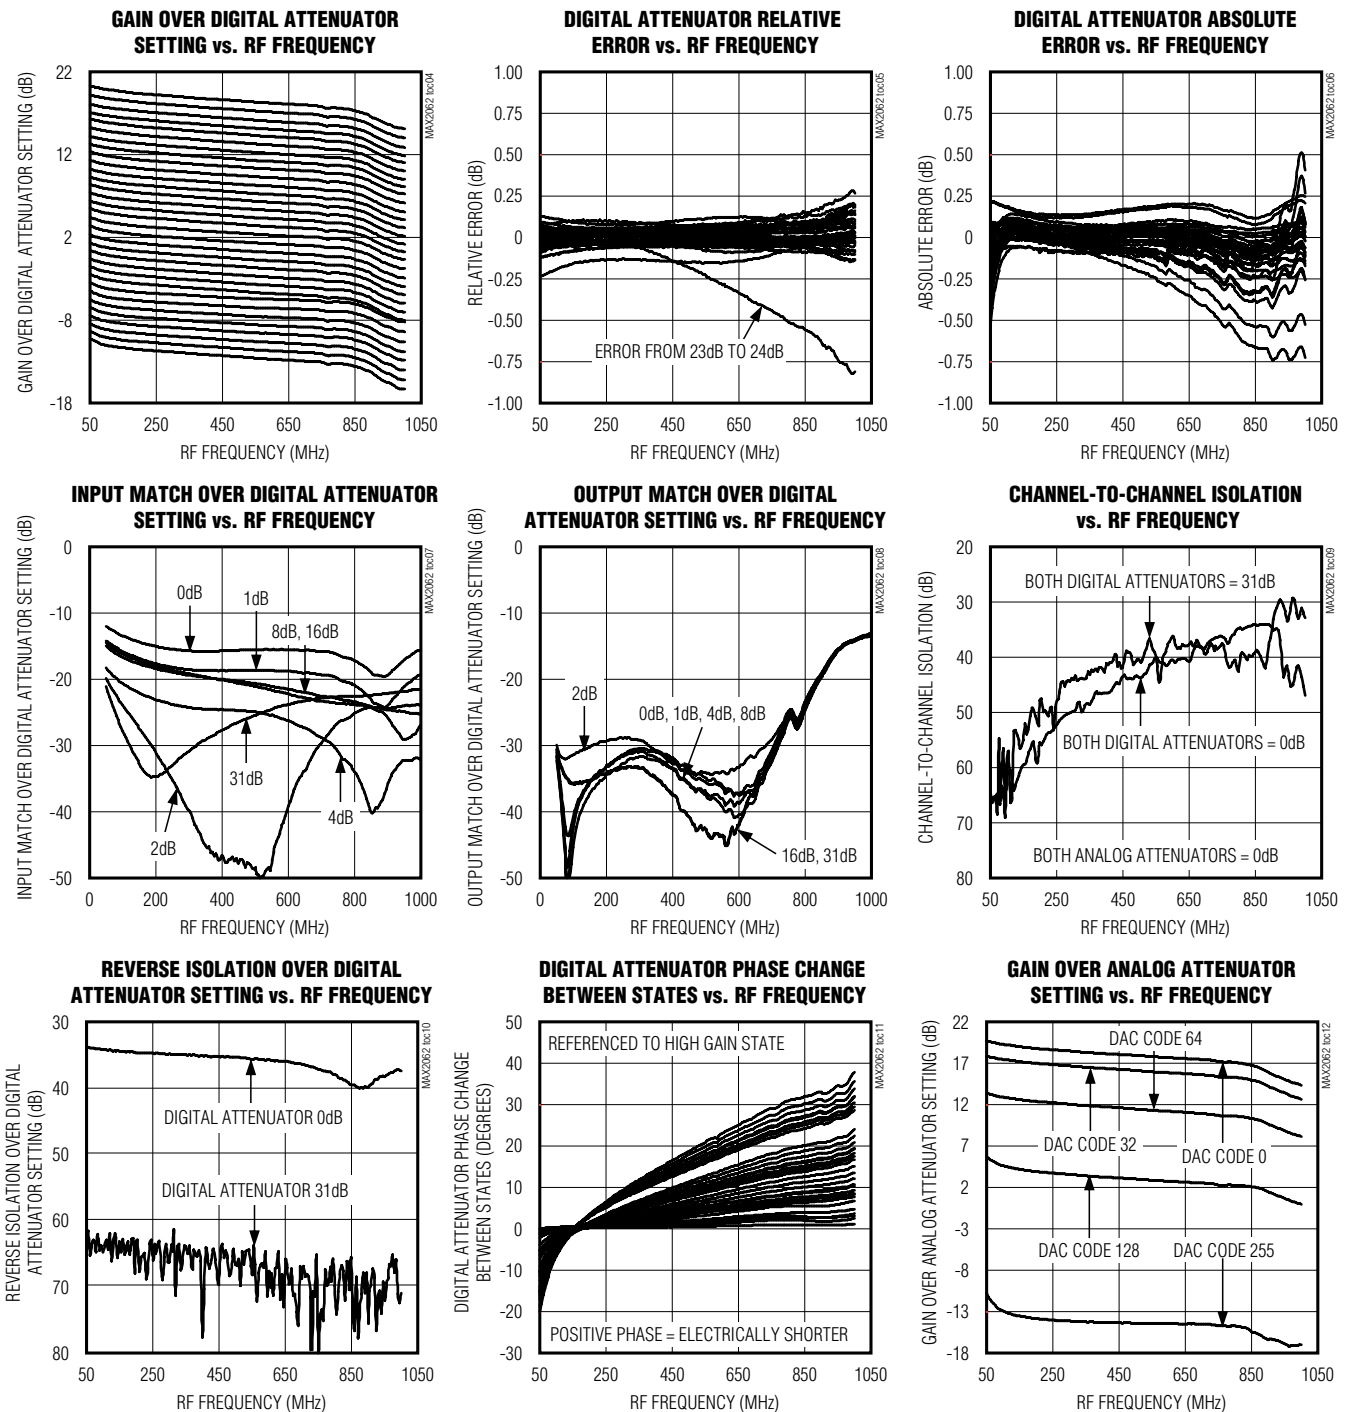 GAIN OVER DIGITAL ATTENUATOR
SETTING vs. RF FREQUENCY
GAIN OVER DIGITAL ATTENUATOR SETTING (dB)
22
12
2
-8
-18
50 250 450 650 850 1050
RF FREQUENCY (MHz)
MAX2062 toc04
DIGITAL ATTENUATOR RELATIVE
ERROR vs. RF FREQUENCY
RELATIVE ERROR (dB)
1.00
0.75
0.50
0.25
0
-0.25
-0.50
-0.75
-1.00
ERROR FROM 23dB TO 24dB
50 250 450 650 850 1050
RF FREQUENCY (MHz)
MAX2062 toc05
DIGITAL ATTENUATOR ABSOLUTE
ERROR vs. RF FREQUENCY
ABSOLUTE ERROR (dB)
1.00
0.75
0.50
0.25
0
-0.25
-0.50
-0.75
-1.00
50 250 450 650 850 1050
RF FREQUENCY (MHz)
MAX2062 toc06
INPUT MATCH OVER DIGITAL ATTENUATOR
SETTING vs. RF FREQUENCY
INPUT MATCH OVER DIGITAL ATTENUATOR SETTING (dB)
0
-10
-20
-30
-40
-50
0dB
1dB
8dB, 16dB
31dB
4dB
2dB
0 200 400 600 800 1000
RF FREQUENCY (MHz)
MAX2062 toc07
OUTPUT MATCH OVER DIGITAL
ATTENUATOR SETTING vs. RF FREQUENCY
OUTPUT MATCH OVER DIGITAL ATTENUATOR SETTING (dB)
0
-10
-20
-30
-40
-50
2dB
0dB, 1dB, 4dB, 8dB
16dB, 31dB
0 200 400 600 800 1000
RF FREQUENCY (MHz)
MAX2062 toc08
CHANNEL-TO-CHANNEL ISOLATION
vs. RF FREQUENCY
CHANNEL-TO-CHANNEL ISOLATION (dB)
20
30
40
50
60
70
80
BOTH DIGITAL ATTENUATORS = 31dB
BOTH DIGITAL ATTENUATORS = 0dB
BOTH ANALOG ATTENUATORS = 0dB
50 250 450 650 850 1050
RF FREQUENCY (MHz)
MAX2062 toc09
REVERSE ISOLATION OVER DIGITAL
ATTENUATOR SETTING vs. RF FREQUENCY
REVERSE ISOLATION OVER DIGITAL
ATTENUATOR SETTING (dB)
30
40
50
60
70
80
DIGITAL ATTENUATOR 0dB
DIGITAL ATTENUATOR 31dB
50 250 450 650 850 1050
RF FREQUENCY (MHz)
MAX2062 toc10
DIGITAL ATTENUATOR PHASE CHANGE
BETWEEN STATES vs. RF FREQUENCY
DIGITAL ATTENUATOR PHASE CHANGE
BETWEEN STATES (DEGREES)
50
40
30
20
10
0
-10
-20
-30
REFERENCED TO HIGH GAIN STATE
POSITIVE PHASE = ELECTRICALLY SHORTER
50 250 450 650 850 1050
RF FREQUENCY (MHz)
MAX2062 toc11
GAIN OVER ANALOG ATTENUATOR
SETTING vs. RF FREQUENCY
GAIN OVER ANALOG ATTENUATOR SETTING (dB)
22
17
12
7
2
-3
-8
-13
-18
DAC CODE 64
DAC CODE 32
DAC CODE 0
DAC CODE 128
DAC CODE 255
50 250 450 650 850 1050
RF FREQUENCY (MHz)
MAX2062 toc12